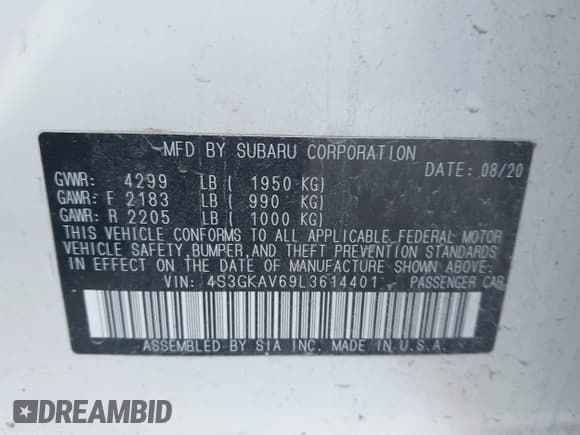 MFD BY SUBARU CORPORATION
DATE: 08/20
GVWR: 4299 LB ( 1950 KG)
GAWR: F 2183 LB ( 990 KG)
GAWR: R 2205 LB ( 1000 KG)
THIS VEHICLE CONFORMS TO ALL APPLICABLE FEDERAL MOTOR
VEHICLE SAFETY, BUMPER, AND THEFT PREVENTION STANDARDS
IN EFFECT ON THE DATE OF MANUFACTURE SHOWN ABOVE.
VIN: 4S3GKAV69L3614401 PASSENGER CAR
ASSEMBLED BY SIA INC. MADE IN U.S.A.
DREAMBID